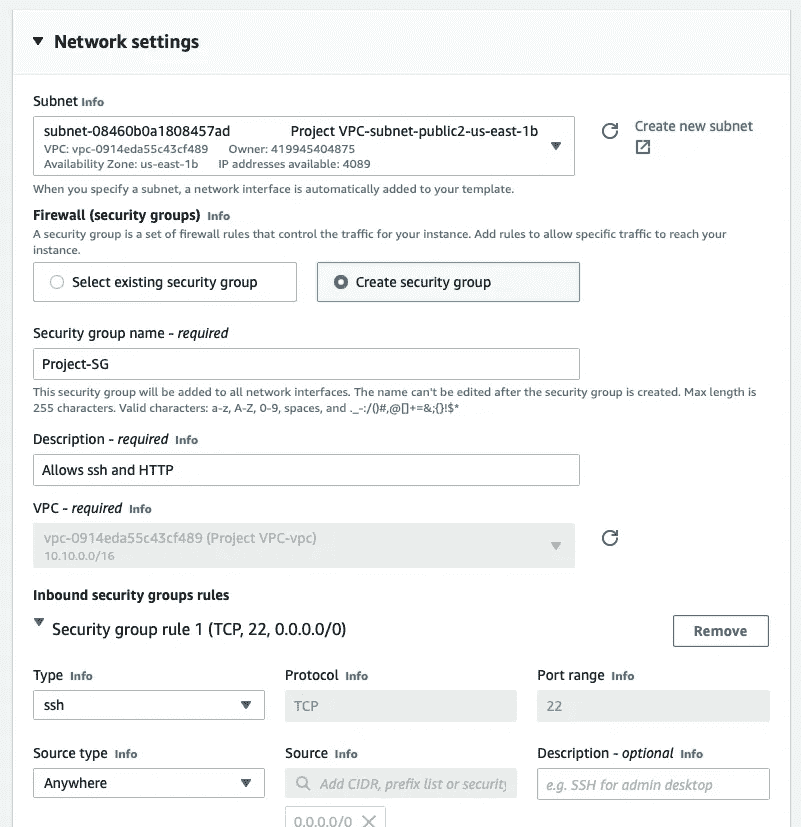 Network settings
Subnet Info
subnet-08460b0a1808457ad Project VPC-subnet-public2-us-east-1b
VPC: vpc-0914eda55c43cf489 Owner: 419945404875
Availability Zone: us-east-1b IP addresses available: 4089
Create new subnet
When you specify a subnet, a network interface is automatically added to your template.
Firewall (security groups) Info
A security group is a set of firewall rules that control the traffic for your instance. Add rules to allow specific traffic to reach your
instance.
Select existing security group Create security group
Security group name - required
Project-SG
This security group will be added to all network interfaces. The name can't be edited after the security group is created. Max length is
255 characters. Valid characters: a-z, A-Z, 0-9, spaces, and ._-:/()#,@[]+=&;{}!$*
Description - required Info
Allows ssh and HTTP
VPC - required Info
vpc-0914eda55c43cf489 (Project VPC-vpc)
10.10.0.0/16
Inbound security groups rules
Security group rule 1 (TCP, 22, 0.0.0.0/0) Remove
Type Info Protocol Info Port range Info
ssh TCP 22
Source type Info Source Info Description - optional Info
Anywhere Add CIDR, prefix list or security e.g. SSH for admin desktop
0.0.0.0/0